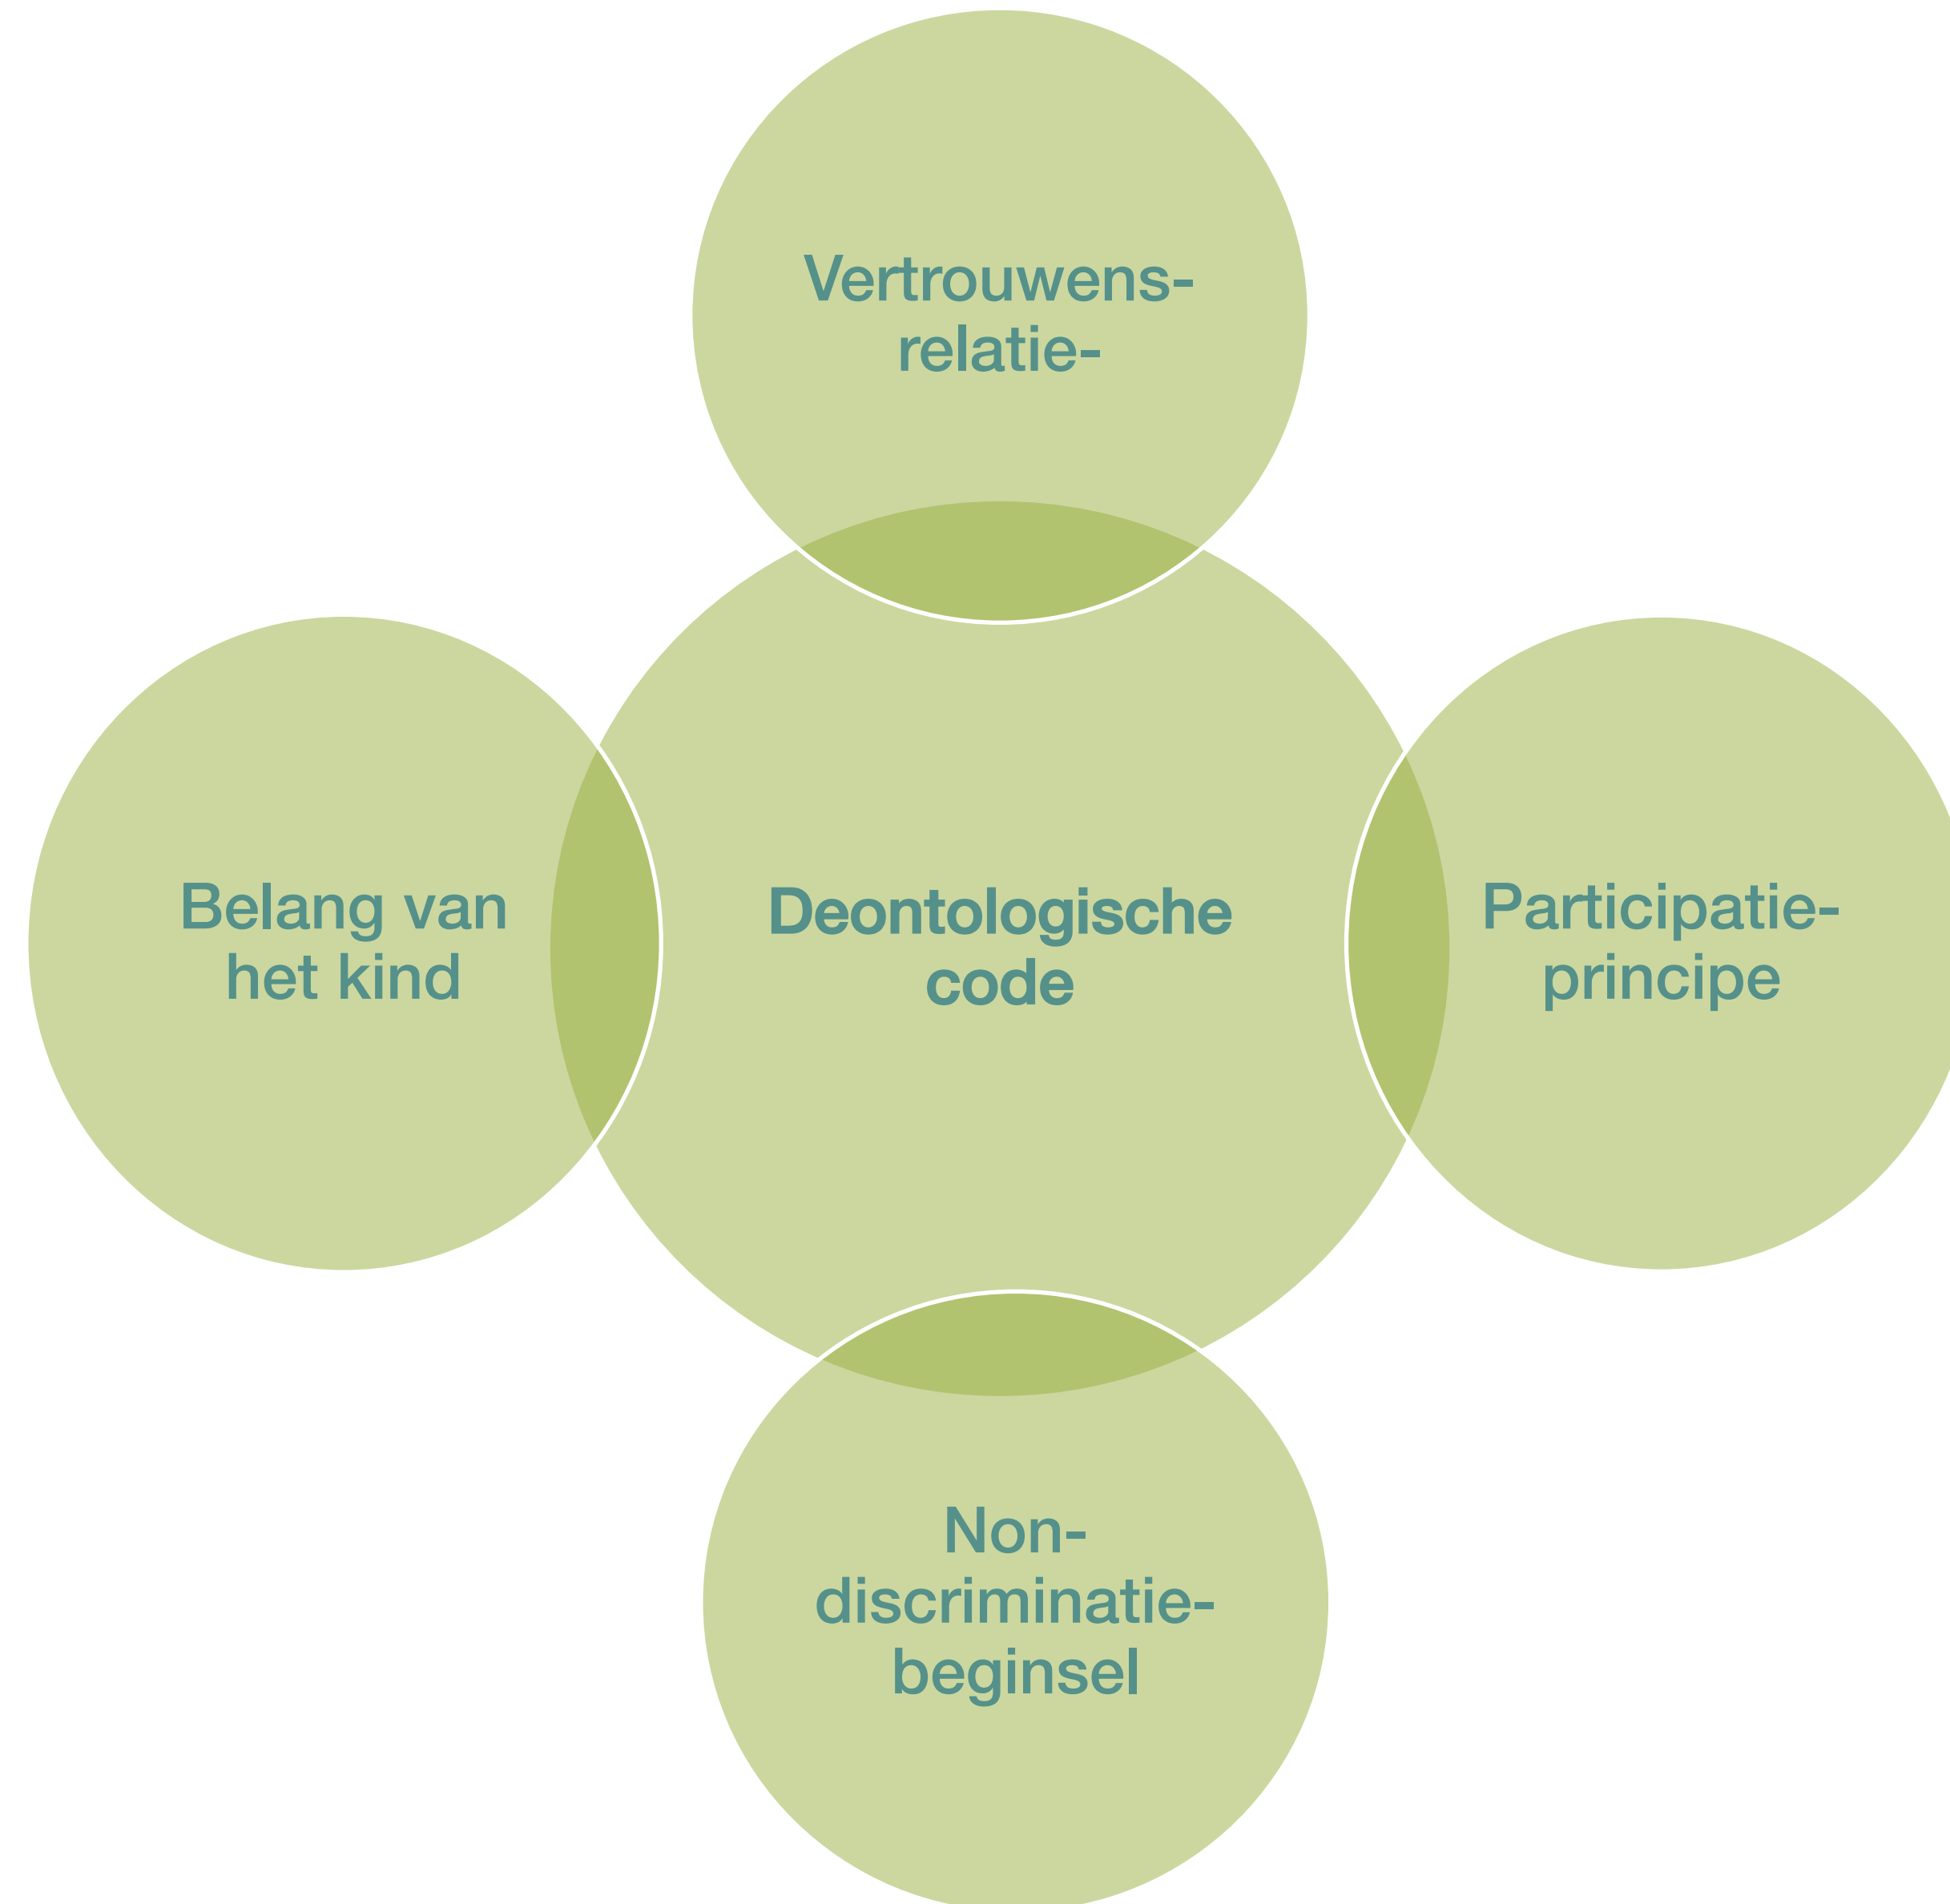 Vertrouwens-
relatie-
Belang van
het kind
Deontologische
code
Participatie-
principe
Non-
discriminatie-
beginsel